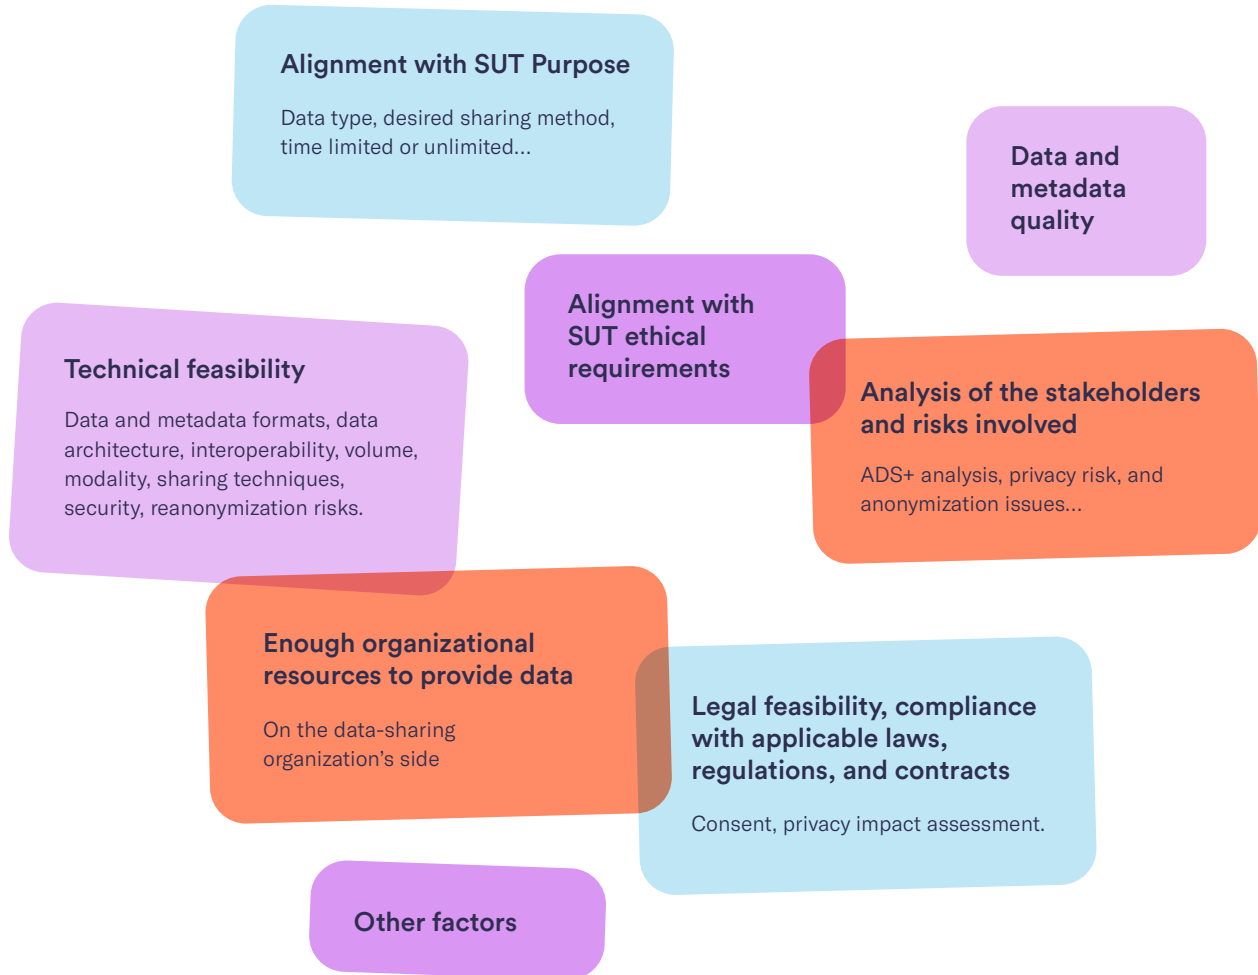 Alignment with SUT Purpose
Data type, desired sharing method,
time limited or unlimited...
Data and
metadata
quality
Alignment with
SUT ethical
requirements
Technical feasibility
Data and metadata formats, data
architecture, interoperability, volume,
modality, sharing techniques,
security, reanonymization risks.
Analysis of the stakeholders
and risks involved
ADS+ analysis, privacy risk, and
anonymization issues...
Enough organizational
resources to provide data
On the data-sharing
organization’s side
Legal feasibility, compliance
with applicable laws,
regulations, and contracts
Consent, privacy impact assessment.
Other factors